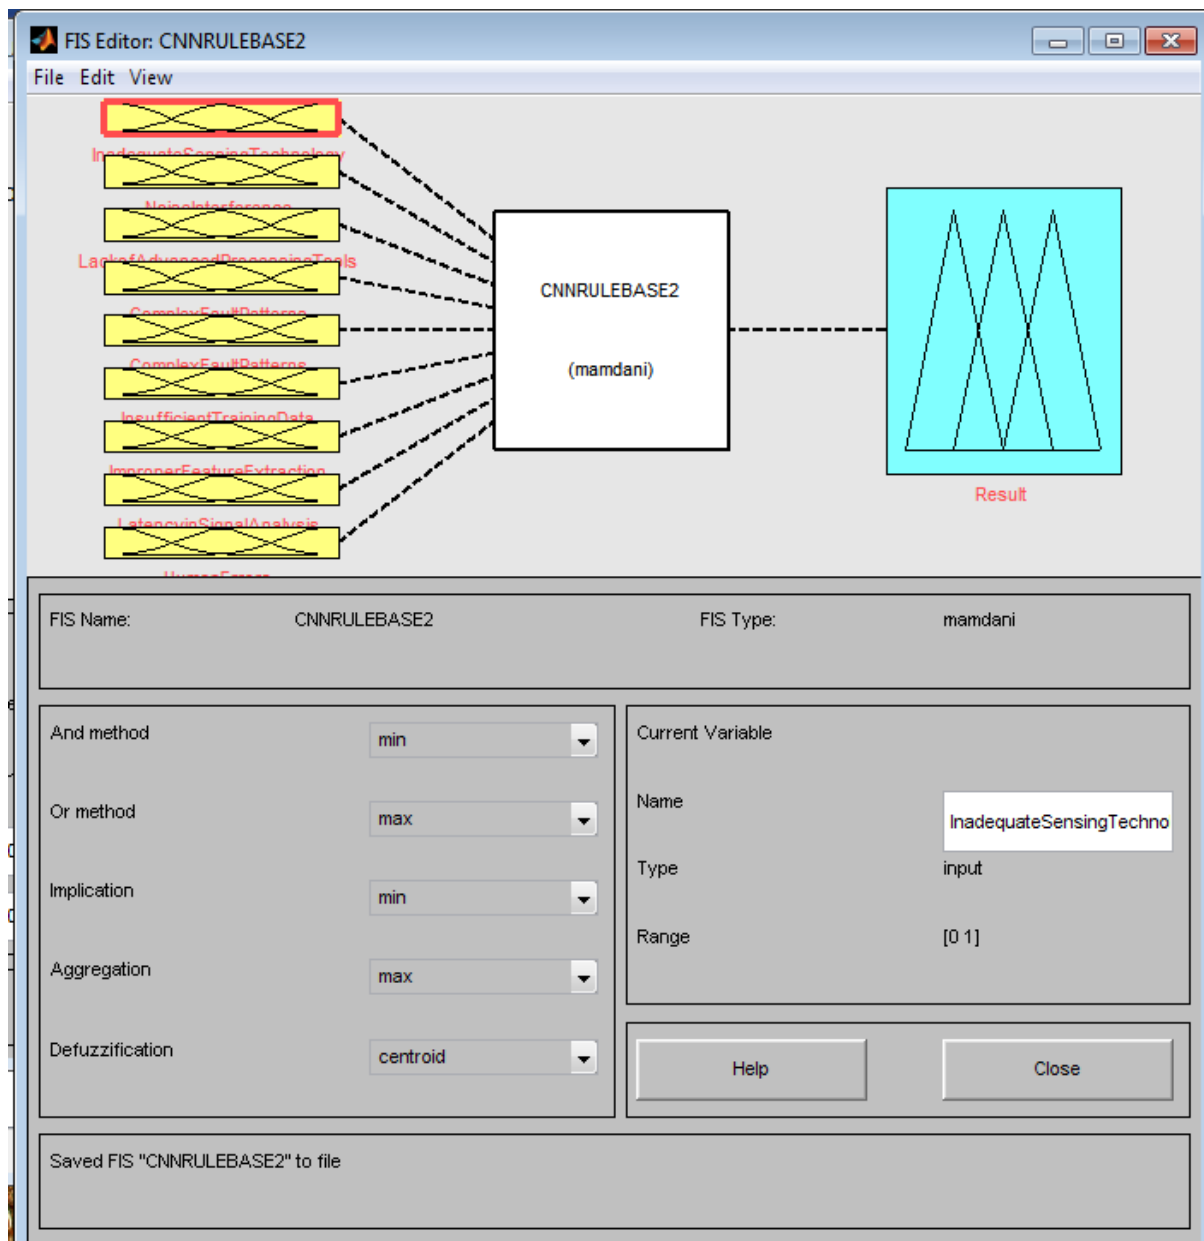 FIS Editor: CNNRULEBASE2
File Edit View
InadequateSensingTechnology
NoiseInterference
LackofAdvancedProcessingTools
ComplexFaultPatterns
ComplexFaultPatterns
InsufficientTrainingData
ImproperFeatureExtraction
LatencyinSignalAnalysis
HumanErrors
CNNRULEBASE2
(mamdani)
Result
FIS Name: CNNRULEBASE2 FIS Type: mamdani
And method min
Or method max
Implication min
Aggregation max
Defuzzification centroid
Current Variable
Name InadequateSensingTechno
Type input
Range [0 1]
Help Close
Saved FIS "CNNRULEBASE2" to file